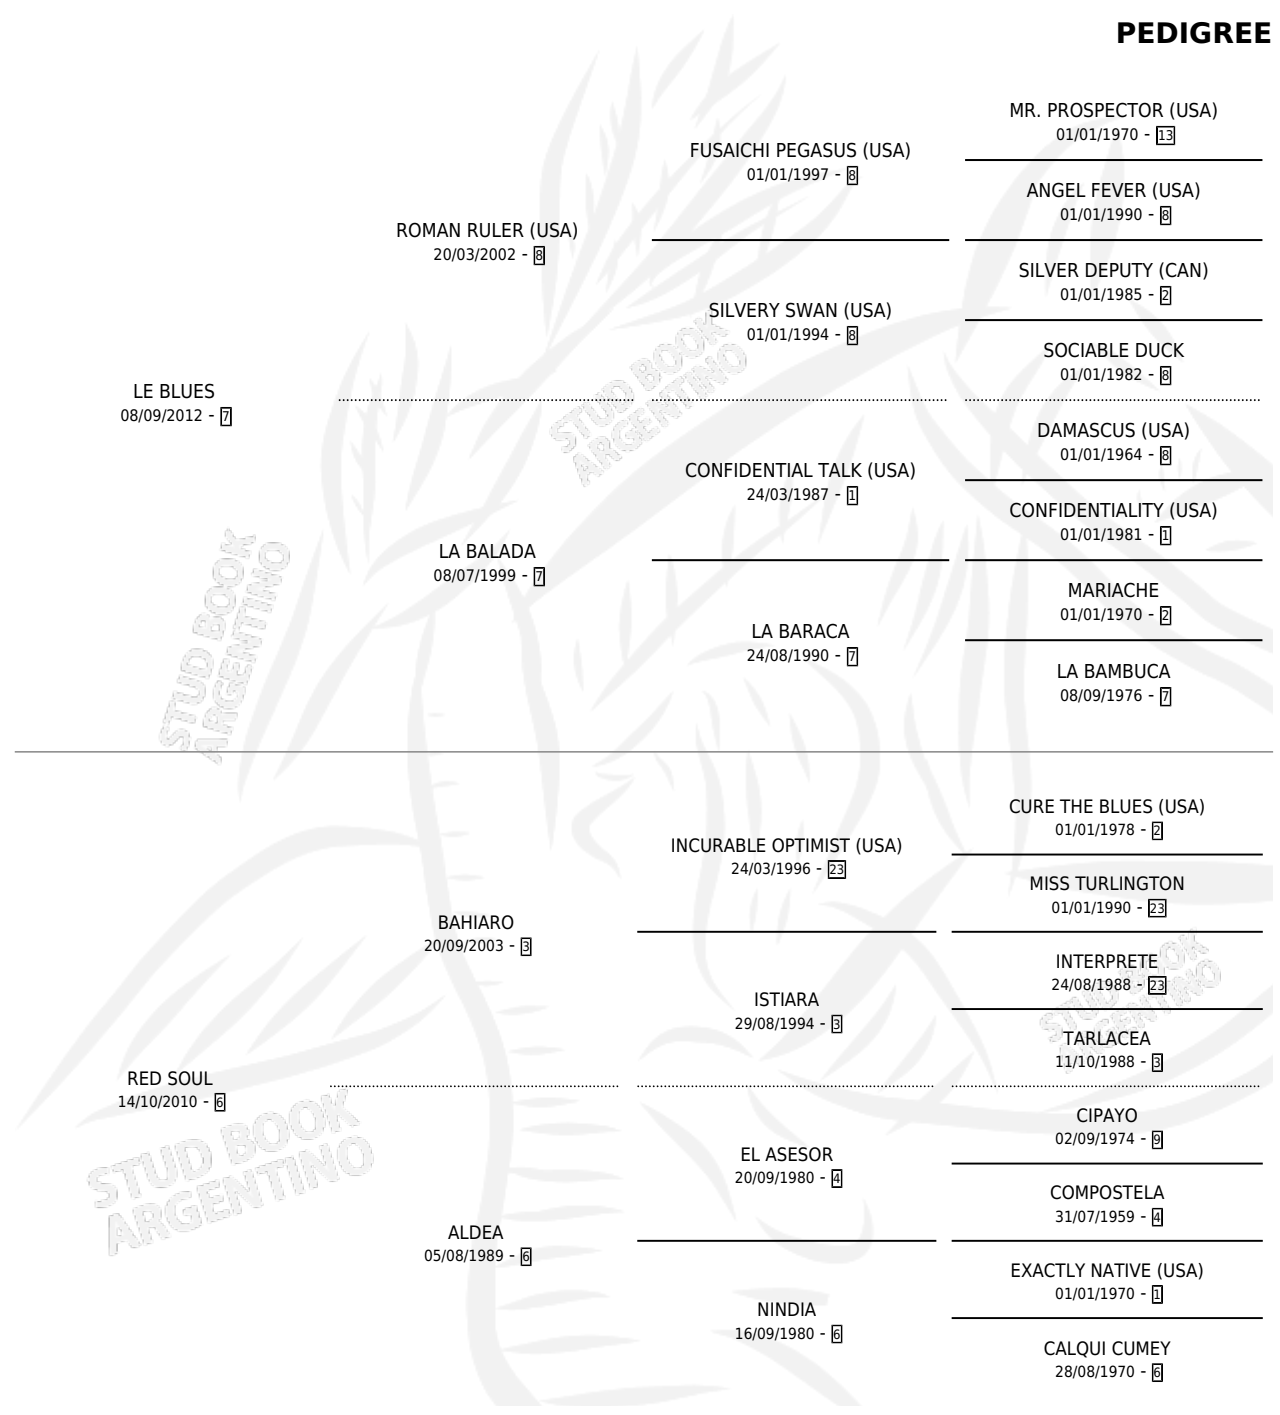 PEDIGREE
MR. PROSPECTOR (USA)
01/01/1970 - 13
FUSAICHI PEGASUS (USA)
01/01/1997 - 8
ANGEL FEVER (USA)
01/01/1990 - 8
ROMAN RULER (USA)
20/03/2002 - 8
SILVER DEPUTY (CAN)
01/01/1985 - 2
SILVERY SWAN (USA)
01/01/1994 - 8
SOCIABLE DUCK
01/01/1982 - 8
LE BLUES
08/09/2012 - 7
DAMASCUS (USA)
01/01/1964 - 8
CONFIDENTIAL TALK (USA)
24/03/1987 - 1
CONFIDENTIALITY (USA)
01/01/1981 - 1
LA BALADA
08/07/1999 - 7
MARIACHE
01/01/1970 - 2
LA BARACA
24/08/1990 - 7
LA BAMBUCA
08/09/1976 - 7
CURE THE BLUES (USA)
01/01/1978 - 2
INCURABLE OPTIMIST (USA)
24/03/1996 - 23
MISS TURLINGTON
01/01/1990 - 23
BAHIARO
20/09/2003 - 3
INTERPRETE
24/08/1988 - 23
ISTIARA
29/08/1994 - 3
TARLACEA
11/10/1988 - 3
RED SOUL
14/10/2010 - 6
CIPAYO
02/09/1974 - 9
EL ASESOR
20/09/1980 - 4
COMPOSTELA
31/07/1959 - 4
ALDEA
05/08/1989 - 6
EXACTLY NATIVE (USA)
01/01/1970 - 1
NINDIA
16/09/1980 - 6
CALQUI CUMEY
28/08/1970 - 6
STUD BOOK
ARGENTINO
STUD BOOK
ARGENTINO
STUD BOOK
ARGENTINO
STUD BOOK
ARGENTINO